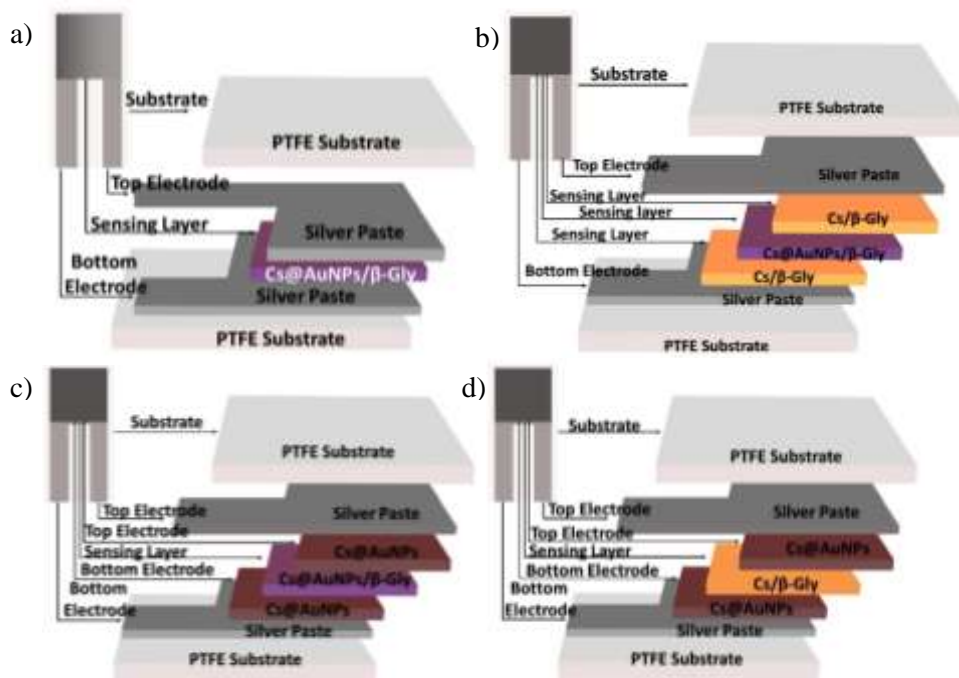 a)
Substrate
PTFE Substrate
Top Electrode
Sensing Layer
Silver Paste
Bottom
Electrode
Cs@AuNPs/β-Gly
Silver Paste
PTFE Substrate
b)
Substrate
PTFE Substrate
Top Electrode
Silver Paste
Sensing Layer
Sensing layer
Cs/β-Gly
Sensing Layer
Cs@AuNPs/β-Gly
Bottom Electrode
Cs/β-Gly
Silver Paste
PTFE Substrate
c)
Substrate
PTFE Substrate
Top Electrode
Silver Paste
Top Electrode
Sensing Layer
Cs@AuNPs
Bottom Electrode
Cs@AuNPs/β-Gly
Bottom
Electrode
Cs@AuNPs
Silver Paste
PTFE Substrate
d)
Substrate
PTFE Substrate
Top Electrode
Silver Paste
Top Electrode
Sensing Layer
Cs@AuNPs
Bottom Electrode
Cs/β-Gly
Bottom
Electrode
Cs@AuNPs
Silver Paste
PTFE Substrate